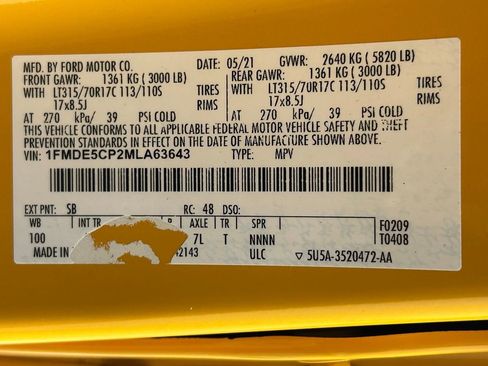 MFD. BY FORD MOTOR CO. DATE: 05/21 GVWR: 2640 KG ( 5820 LB)
FRONT GAWR: 1361 KG ( 3000 LB) REAR GAWR: 1361 KG ( 3000 LB)
WITH LT315/70R17C 113/110S TIRES WITH LT315/70R17C 113/110S TIRES
17x8.5J RIMS 17x8.5J RIMS
AT 270 kPa/ 39 PSI COLD AT 270 kPa/ 39 PSI COLD
THIS VEHICLE CONFORMS TO ALL APPLICABLE FEDERAL MOTOR VEHICLE SAFETY AND THEFT
PREVENTION STANDARDS IN EFFECT ON THE DATE OF MANUFACTURE SHOWN ABOVE.
VIN: 1FMDE5CP2MLA63643 TYPE: MPV
EXT PNT: SB RC: 48 DSO:
WB INT TR R AXLE TR SPR F0209
100 7L T NNNN T0408
MADE IN 42143 ULC ▽ 5U5A-3520472-AA